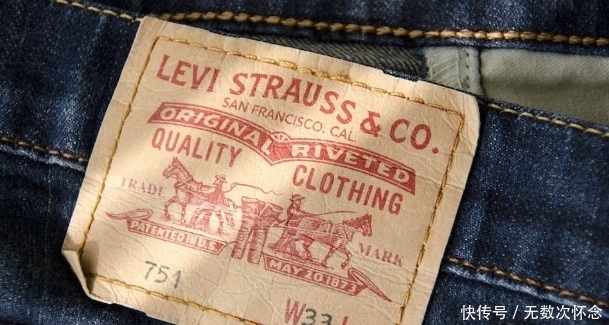 LEVI STRAUSS & CO.
SAN FRANCISCO. CAL.
ORIGINAL RIVETED
QUALITY CLOTHING
TRADE MARK
PATENTED IN U.S. MAY 20 1873
751
W33 L
快传号 / 无数次怀念